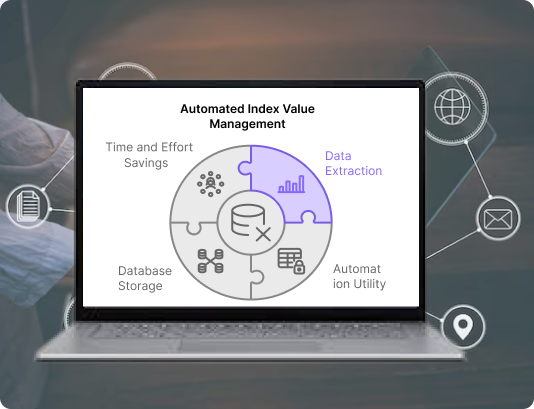 Automated Index Value
Management
Time and Effort
Savings
Data
Extraction
Database
Storage
Automat
ion Utility